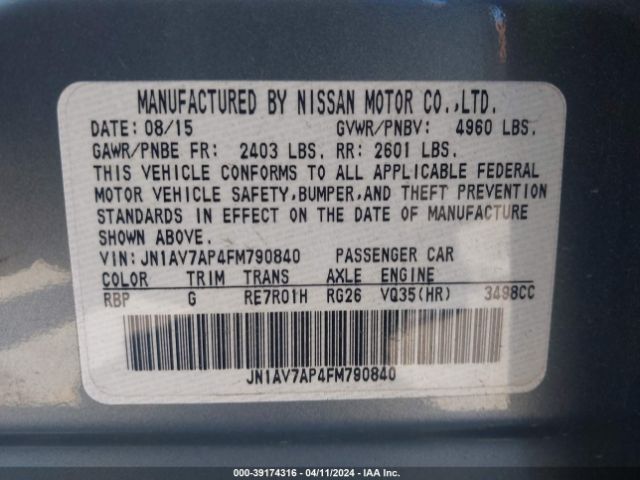 MANUFACTURED BY NISSAN MOTOR CO.,LTD.
DATE: 08/15 GVWR/PNBV: 4960 LBS.
GAWR/PNBE FR: 2403 LBS. RR: 2601 LBS.
THIS VEHICLE CONFORMS TO ALL APPLICABLE FEDERAL
MOTOR VEHICLE SAFETY,BUMPER,AND THEFT PREVENTION
STANDARDS IN EFFECT ON THE DATE OF MANUFACTURE
SHOWN ABOVE.
VIN: JN1AV7AP4FM790840 PASSENGER CAR
COLOR TRIM TRANS AXLE ENGINE
RBP G RE7R01H RG26 VQ35(HR) 3498CC
JN1AV7AP4FM790840
000-39174316 - 04/11/2024 - IAA Inc.